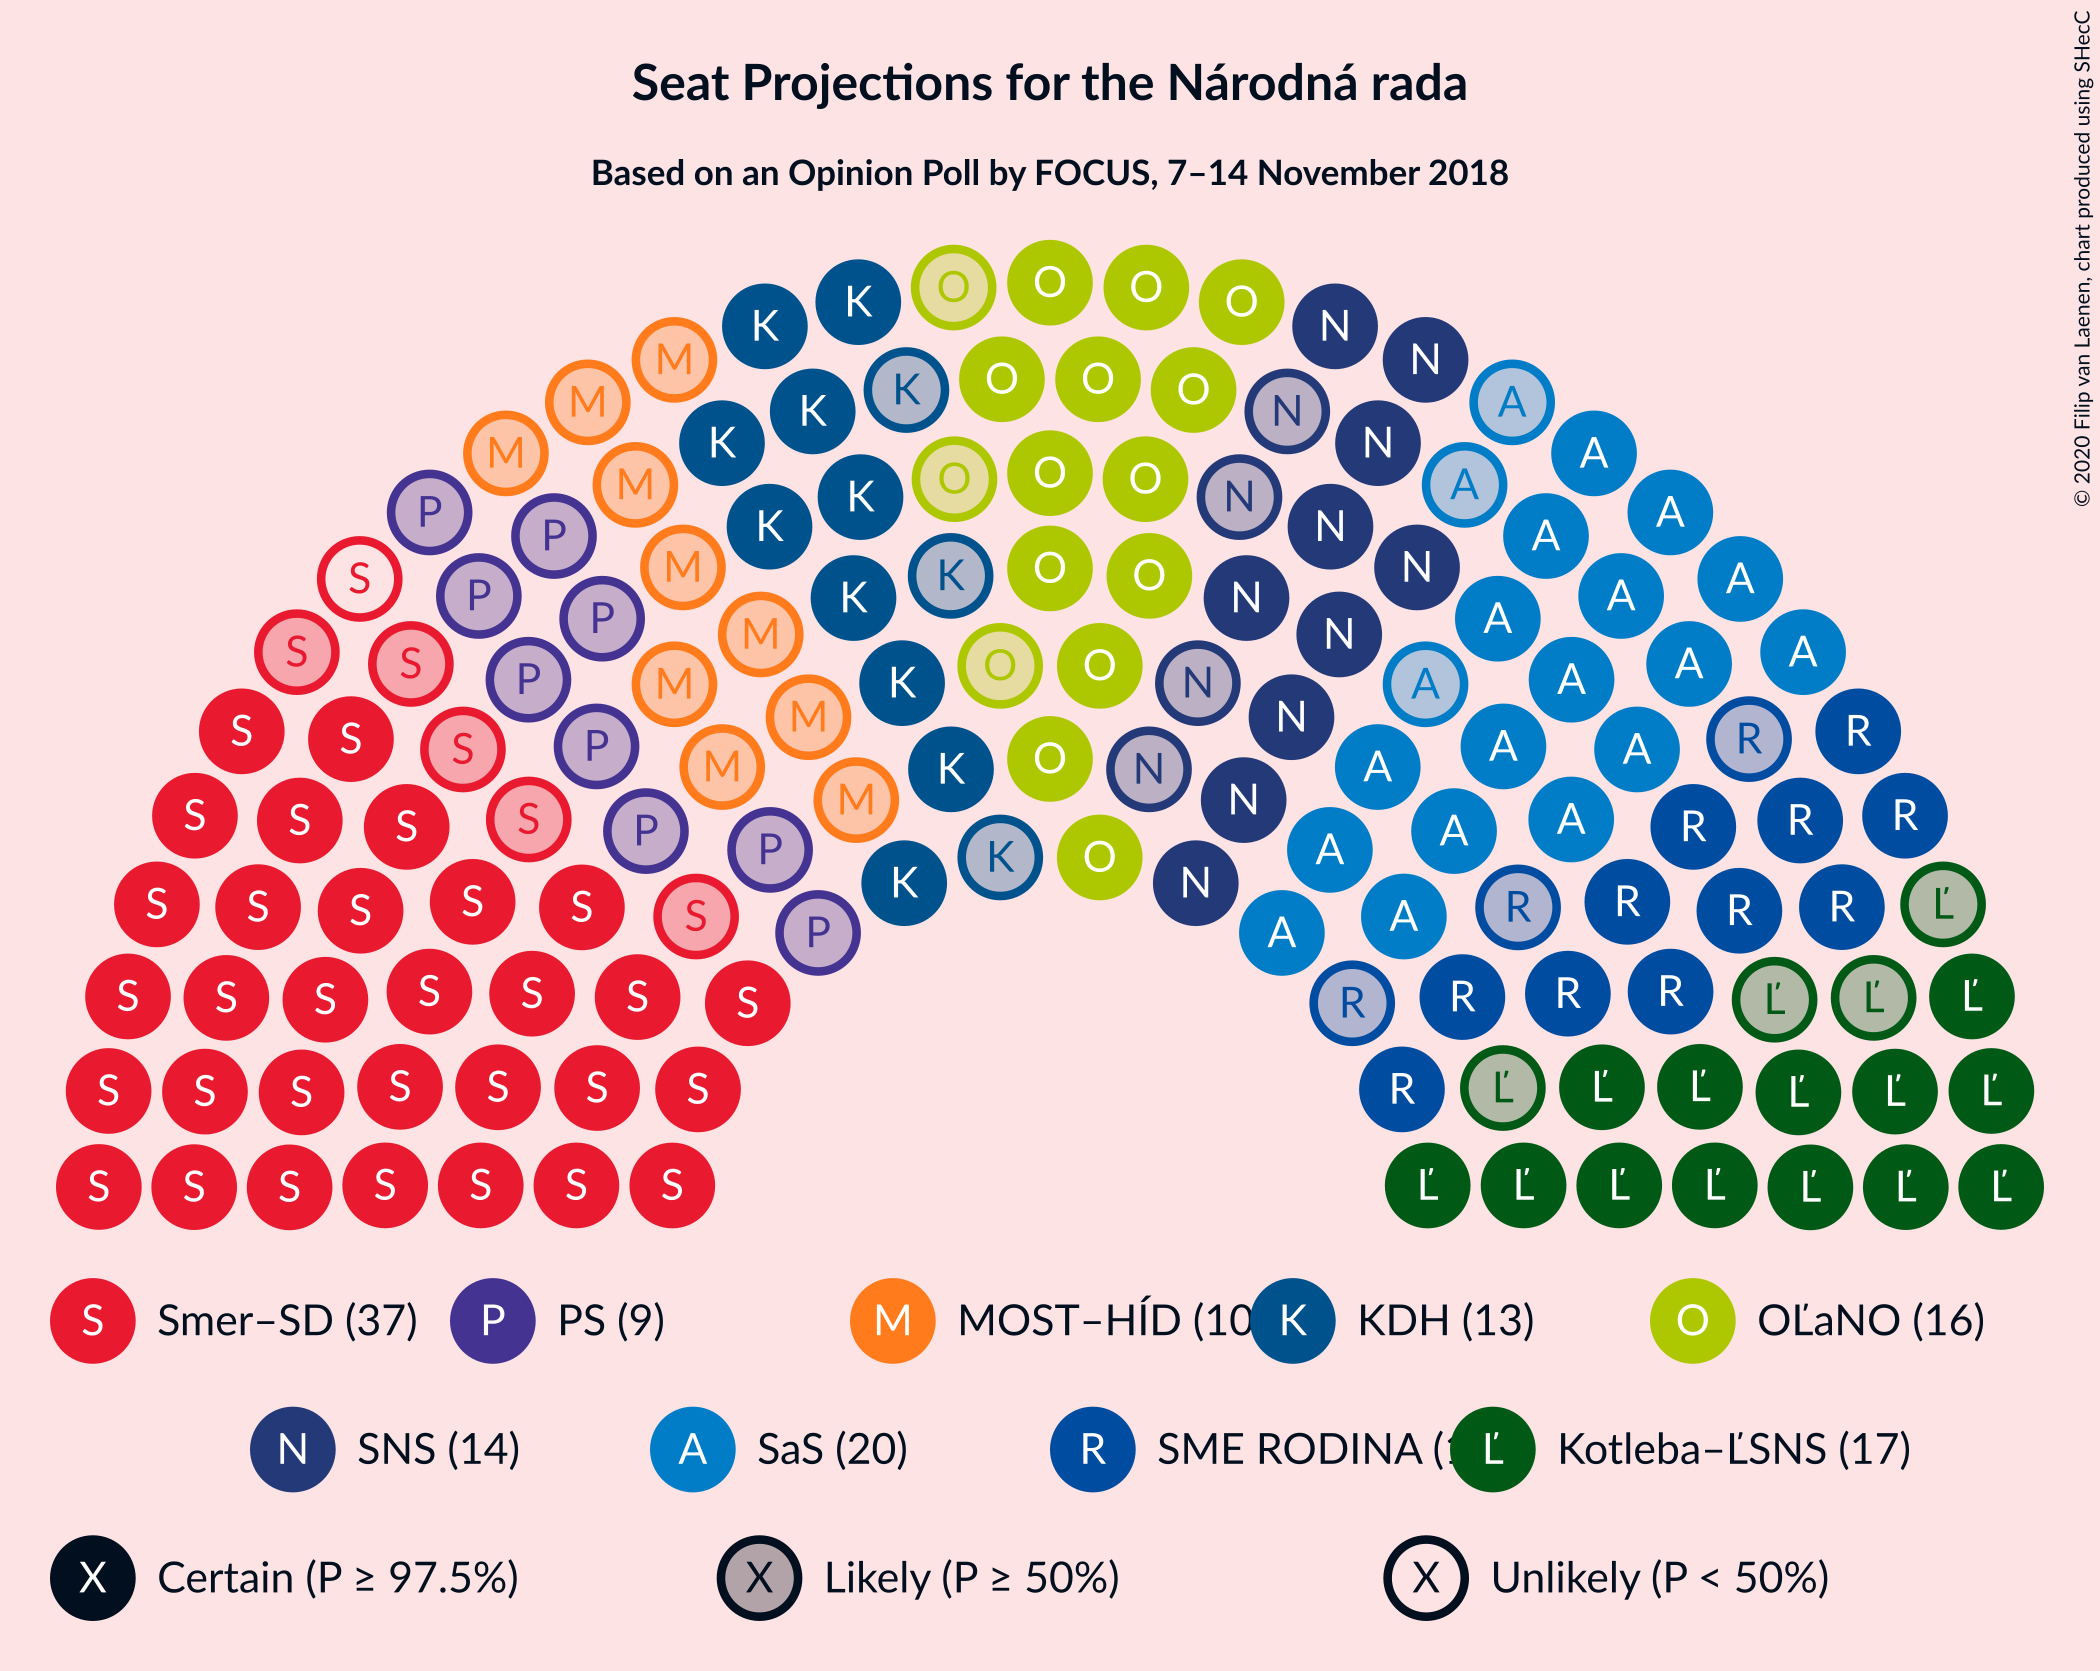 Seat Projections for the Národná rada
Based on an Opinion Poll by FOCUS, 7–14 November 2018
© 2020 Filip van Laenen, chart produced using SHecC
O O O O
K K N N
M K O O O N M N A
K K N A
M O O O A
P M K K N N A A
P M K O O N N A
S P P M K N A A A
S S P M K O O N N A A A A
S S S P P M M K O N N A A A R R
S S S S P P M K K O N N A A A R R R
S S S S S S P K N A A R R R R Ľ
S S S S S S S R R R R Ľ Ľ Ľ
S S S S S S S R Ľ Ľ Ľ Ľ Ľ Ľ
S S S S S S S Ľ Ľ Ľ Ľ Ľ Ľ Ľ
S Smer–SD (37) P PS (9) M MOST–HÍD (10 K KDH (13) O OĽaNO (16)
N SNS (14) A SaS (20) R SME RODINA ( Ľ Kotleba–ĽSNS (17)
X Certain (P ≥ 97.5%) X Likely (P ≥ 50%) X Unlikely (P < 50%)